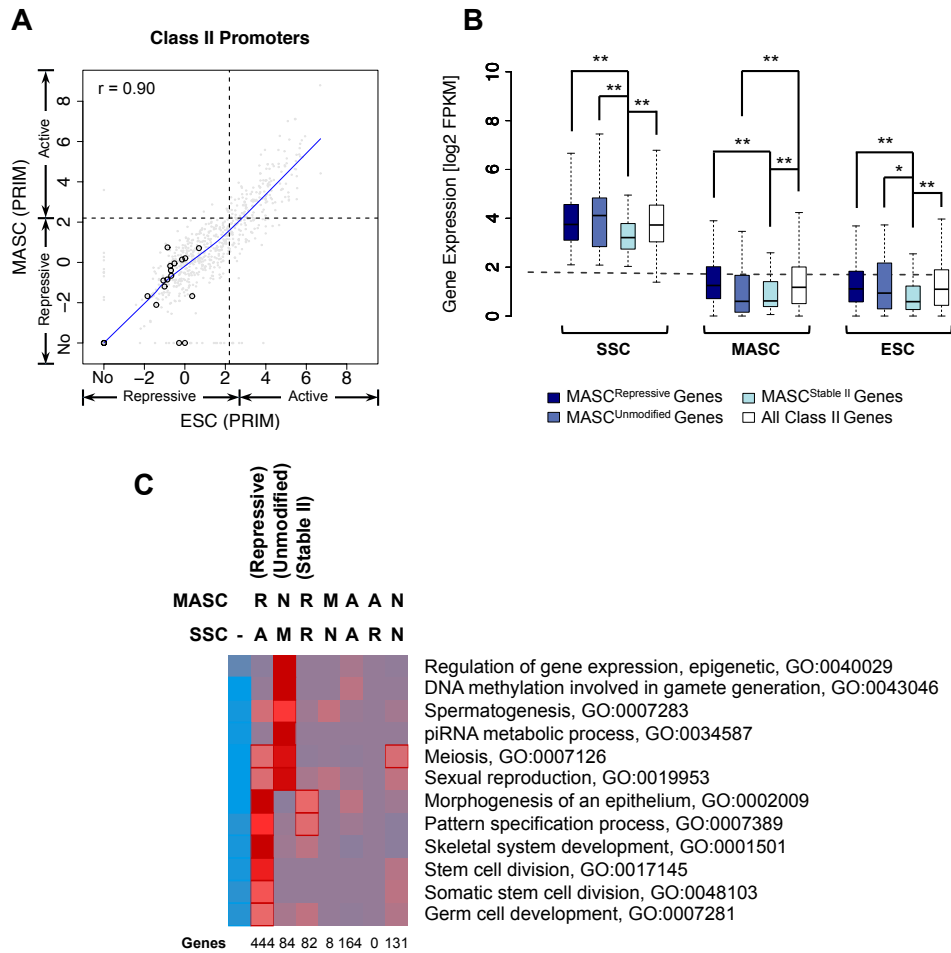 A
Class II Promoters
r = 0.90
MASC (PRIM)
Repressive
Active
No
−2
0
2
4
6
8
No
−2
0
2
4
6
8
Repressive
Active
ESC (PRIM)
B
Gene Expression [log2 FPKM]
0
2
4
6
8
10
**
**
**
**
**
**
**
*
**
SSC
MASC
ESC
MASCRepressive Genes
MASCStable II Genes
MASCUnmodified Genes
All Class II Genes
C
(Repressive)
(Unmodified)
(Stable II)
MASC R N R M A A N
SSC - A M R N A R N
Regulation of gene expression, epigenetic, GO:0040029
DNA methylation involved in gamete generation, GO:0043046
Spermatogenesis, GO:0007283
piRNA metabolic process, GO:0034587
Meiosis, GO:0007126
Sexual reproduction, GO:0019953
Morphogenesis of an epithelium, GO:0002009
Pattern specification process, GO:0007389
Skeletal system development, GO:0001501
Stem cell division, GO:0017145
Somatic stem cell division, GO:0048103
Germ cell development, GO:0007281
Genes 444 84 82 8 164 0 131